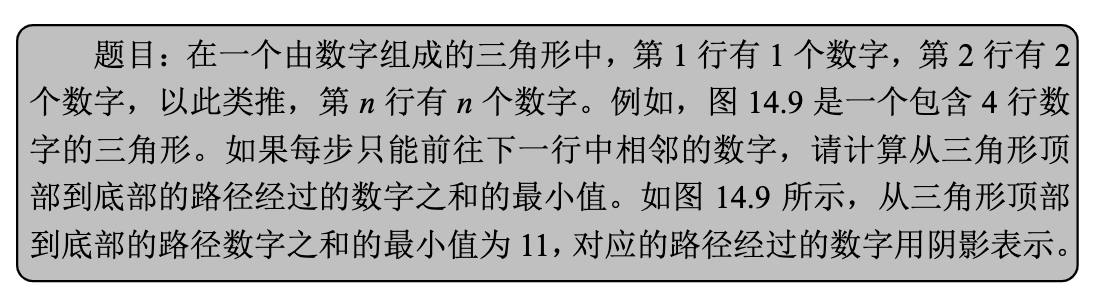 题目：在一个由数字组成的三角形中，第 1 行有 1 个数字，第 2 行有 2
个数字，以此类推，第 n 行有 n 个数字。例如，图 14.9 是一个包含 4 行数
字的三角形。如果每步只能前往下一行中相邻的数字，请计算从三角形顶
部到底部的路径经过的数字之和的最小值。如图 14.9 所示，从三角形顶部
到底部的路径数字之和的最小值为 11，对应的路径经过的数字用阴影表示。